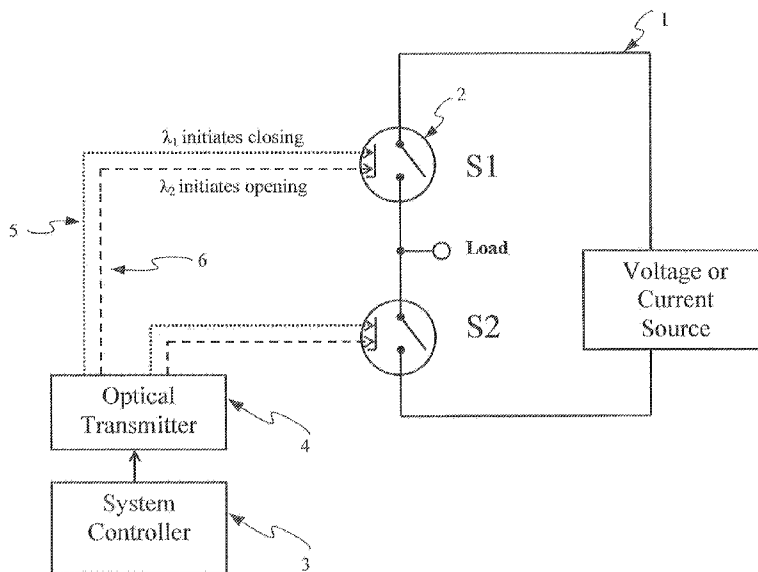 1
2
λ₁ initiates closing
S1
λ₂ initiates opening
5
6
Load
Voltage or
Current
Source
S2
Optical
Transmitter
4
System
Controller
3